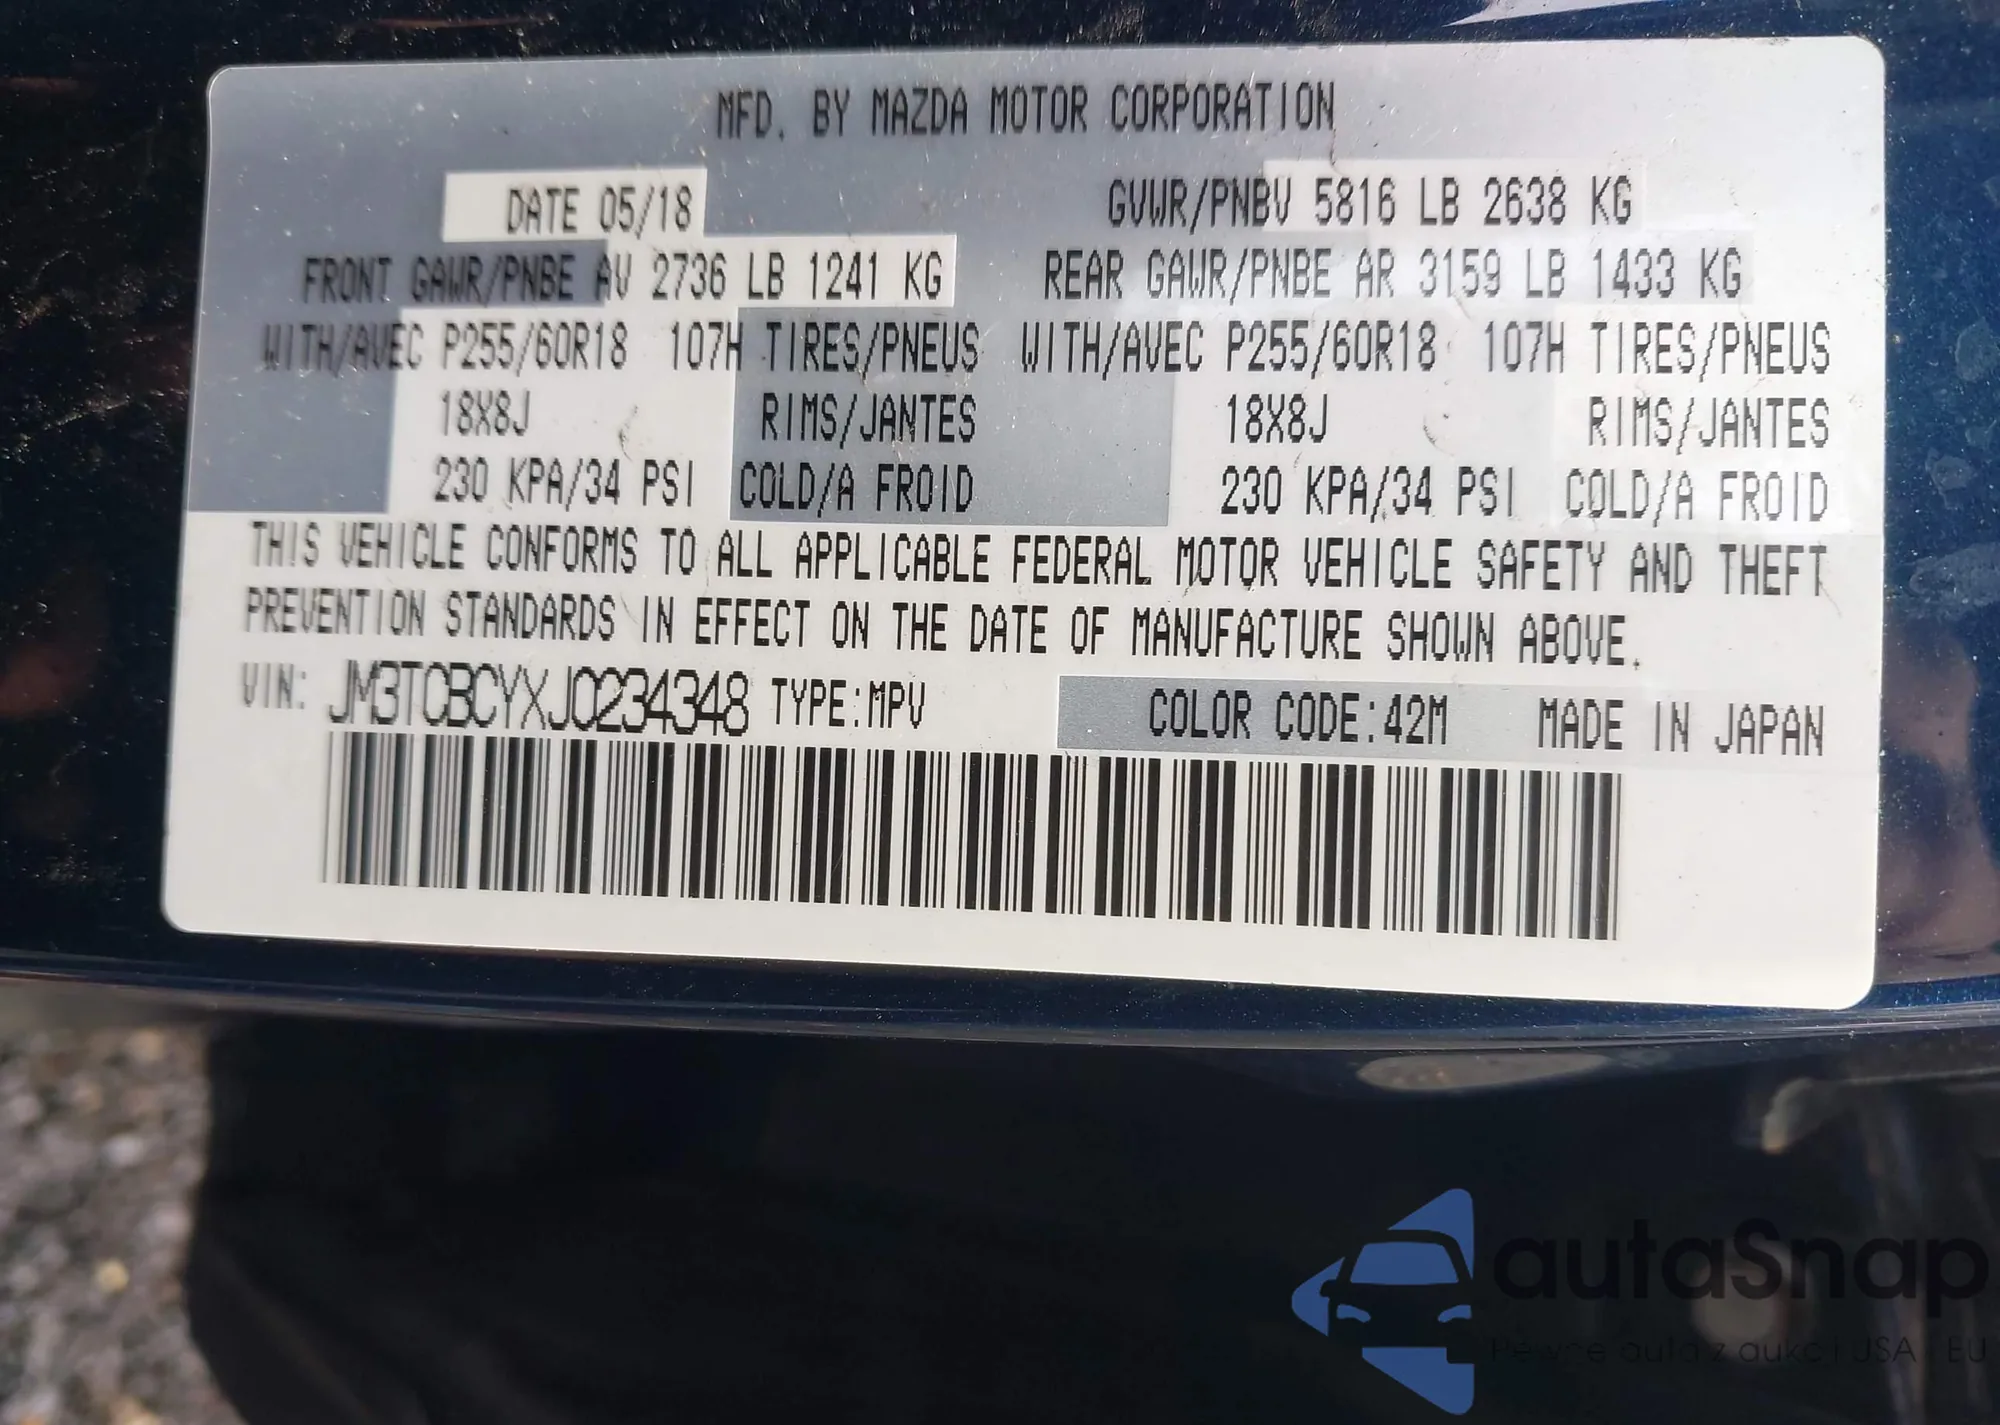 MFD. BY MAZDA MOTOR CORPORATION
DATE 05/18 GVWR/PNBV 5816 LB 2638 KG
FRONT GAWR/PNBE AV 2736 LB 1241 KG REAR GAWR/PNBE AR 3159 LB 1433 KG
WITH/AVEC P255/60R18 107H TIRES/PNEUS WITH/AVEC P255/60R18 107H TIRES/PNEUS
18X8J RIMS/JANTES 18X8J RIMS/JANTES
230 KPA/34 PSI COLD/A FROID 230 KPA/34 PSI COLD/A FROID
THIS VEHICLE CONFORMS TO ALL APPLICABLE FEDERAL MOTOR VEHICLE SAFETY AND THEFT
PREVENTION STANDARDS IN EFFECT ON THE DATE OF MANUFACTURE SHOWN ABOVE.
VIN: JM3TCBCYXJ0234348 TYPE:MPV COLOR CODE:42M MADE IN JAPAN
autaSnap
Pewne auta z aukcji USA EU